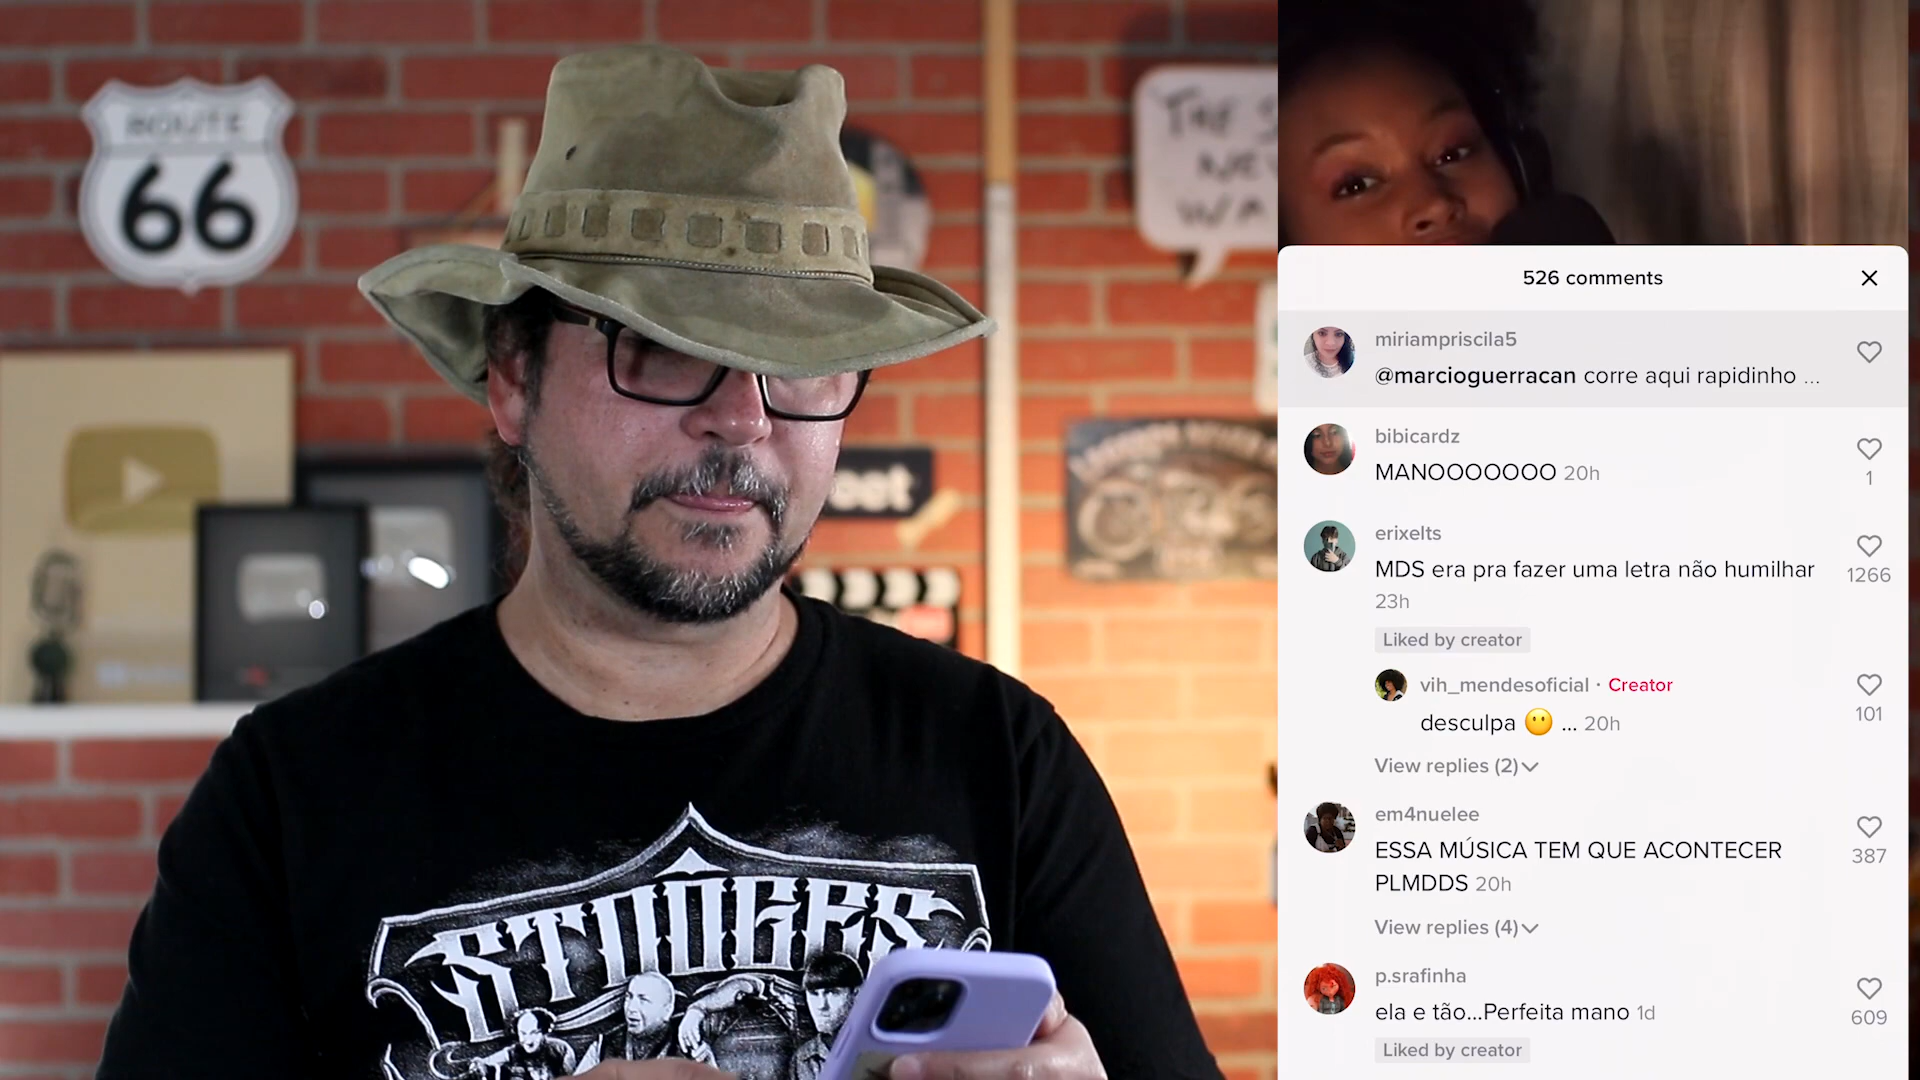 ROUTE
66
THE
STOOGES
526 comments
miriampriscila5
@marcioguerracan corre aqui rapidinho ...
bibicardz
MANOOOOOOO 20h
1
erixelts
MDS era pra fazer uma letra não humilhar
1266
23h
Liked by creator
vih_mendesoficial · Creator
desculpa 😶 ... 20h
101
View replies (2)
em4nuelee
ESSA MÚSICA TEM QUE ACONTECER
PLMDDS 20h
387
View replies (4)
p.srafinha
ela e tão...Perfeita mano 1d
609
Liked by creator